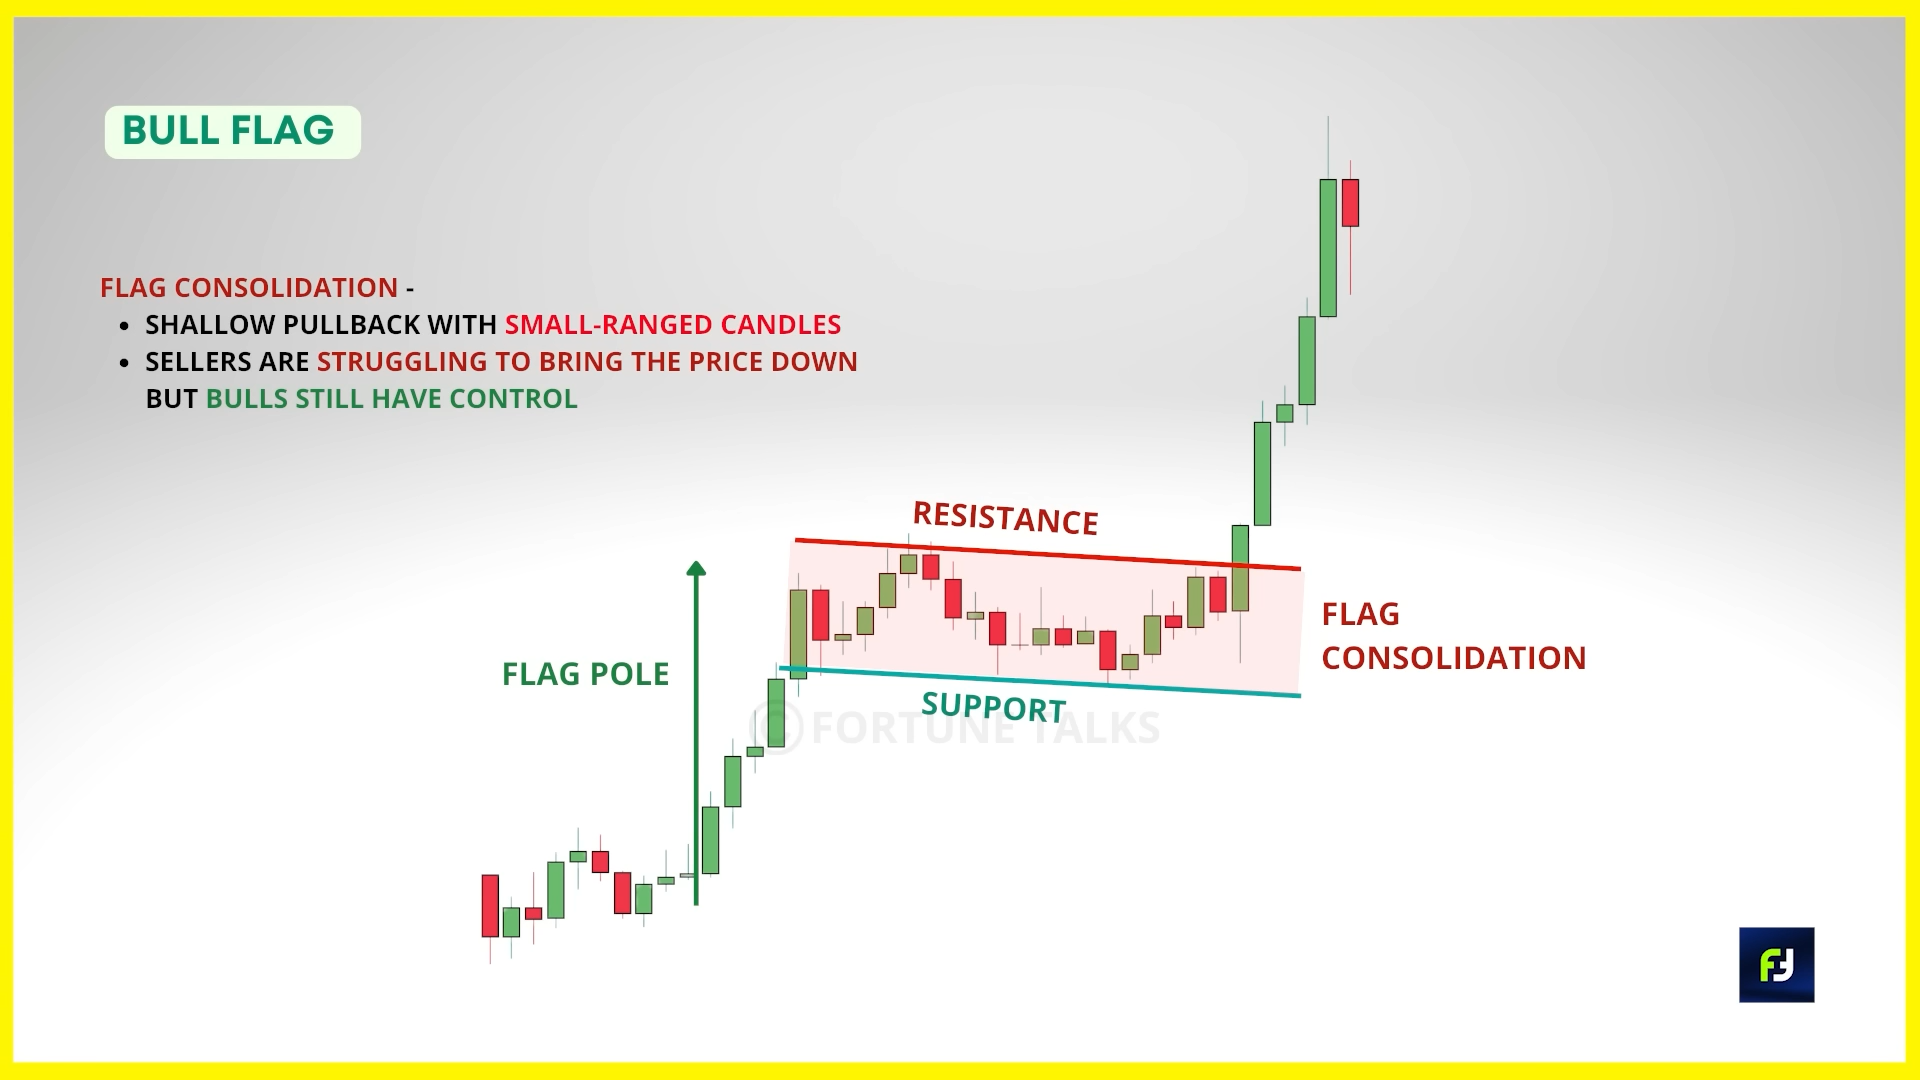 BULL FLAG
FLAG CONSOLIDATION -
• SHALLOW PULLBACK WITH SMALL-RANGED CANDLES
• SELLERS ARE STRUGGLING TO BRING THE PRICE DOWN
BUT BULLS STILL HAVE CONTROL
RESISTANCE
FLAG
CONSOLIDATION
FLAG POLE
SUPPORT
© FORTUNE TALKS